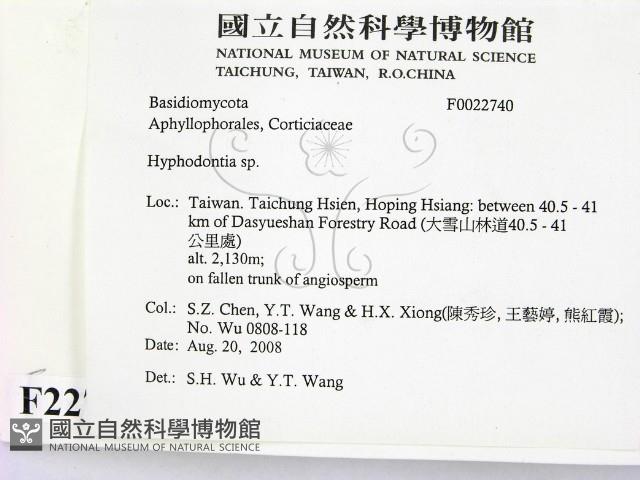 國立自然科學博物館
NATIONAL MUSEUM OF NATURAL SCIENCE
TAICHUNG, TAIWAN, R.O.CHINA
Basidiomycota F0022740
Aphyllophorales, Corticiaceae
Hyphodontia sp.
Loc.: Taiwan. Taichung Hsien, Hoping Hsiang: between 40.5 - 41
km of Dasyueshan Forestry Road (大雪山林道40.5 - 41
公里處)
alt. 2,130m;
on fallen trunk of angiosperm
Col.: S.Z. Chen, Y.T. Wang & H.X. Xiong(陳秀珍, 王藝婷, 熊紅霞);
No. Wu 0808-118
Date: Aug. 20, 2008
Det.: S.H. Wu & Y.T. Wang
F22
國立自然科學博物館
NATIONAL MUSEUM OF NATURAL SCIENCE